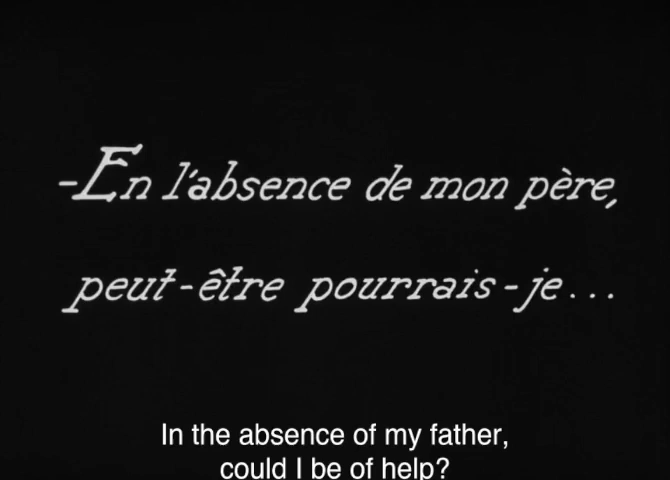 -En l'absence de mon père,
peut-être pourrais-je...
In the absence of my father,
could I be of help?